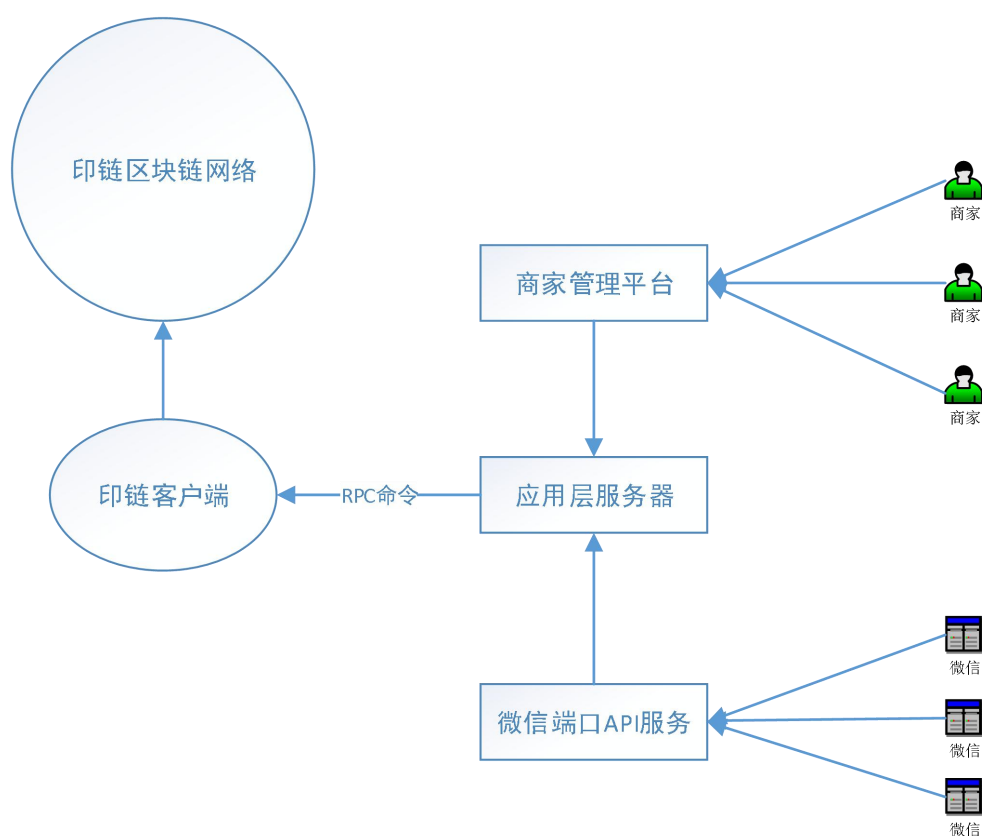 印链区块链网络
商家
商家管理平台
商家
商家
印链客户端
RPC命令
应用层服务器
微信
微信端口API服务
微信
微信